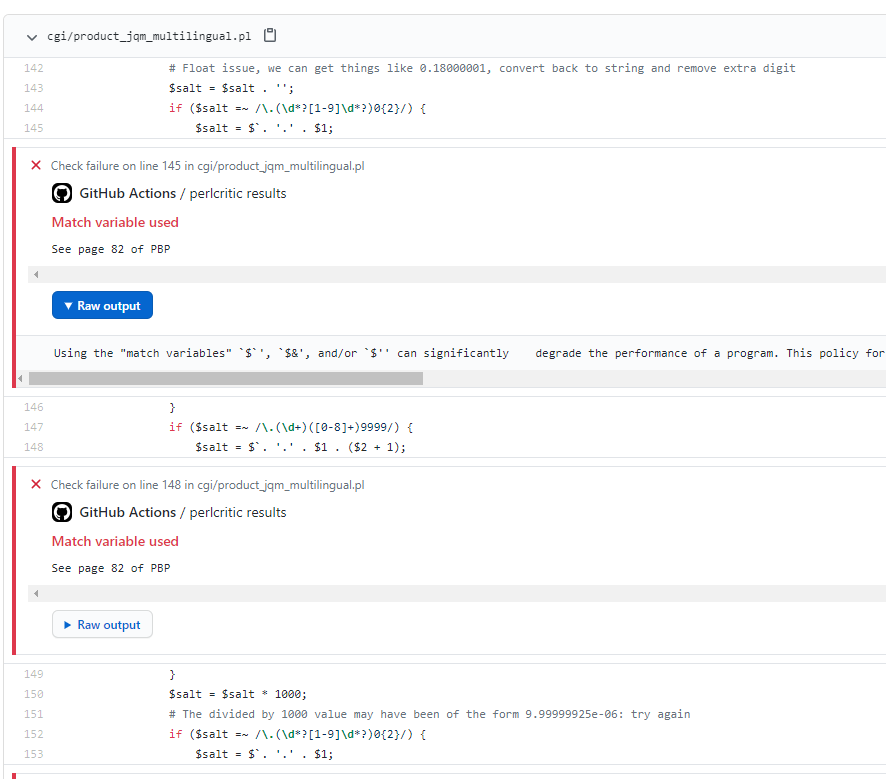 cgi/product_jqm_multilingual.pl
142 # Float issue, we can get things like 0.18000001, convert back to string and remove extra digit
143 $salt = $salt . '';
144 if ($salt =~ /\.(\d*?[1-9]\d*?)0{2}/) {
145 $salt = $`. '.' . $1;
Check failure on line 145 in cgi/product_jqm_multilingual.pl
GitHub Actions / perlcritic results
Match variable used
See page 82 of PBP
Raw output
Using the "match variables" `$`', `$&', and/or `$'' can significantly degrade the performance of a program. This policy for
146 }
147 if ($salt =~ /\.(\d+)([0-8]+)9999/) {
148 $salt = $`. '.' . $1 . ($2 + 1);
Check failure on line 148 in cgi/product_jqm_multilingual.pl
GitHub Actions / perlcritic results
Match variable used
See page 82 of PBP
Raw output
149 }
150 $salt = $salt * 1000;
151 # The divided by 1000 value may have been of the form 9.99999925e-06: try again
152 if ($salt =~ /\.(\d*?[1-9]\d*?)0{2}/) {
153 $salt = $`. '.' . $1;